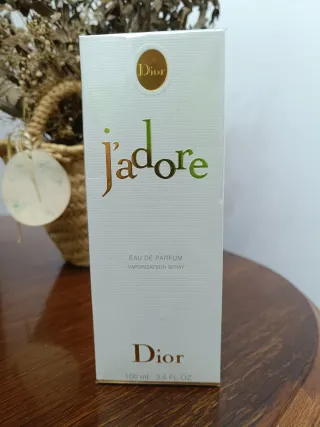 Dior
j'adore
EAU DE PARFUM
VAPORISATEUR SPRAY
Dior
100 ml 3.4 FL. OZ